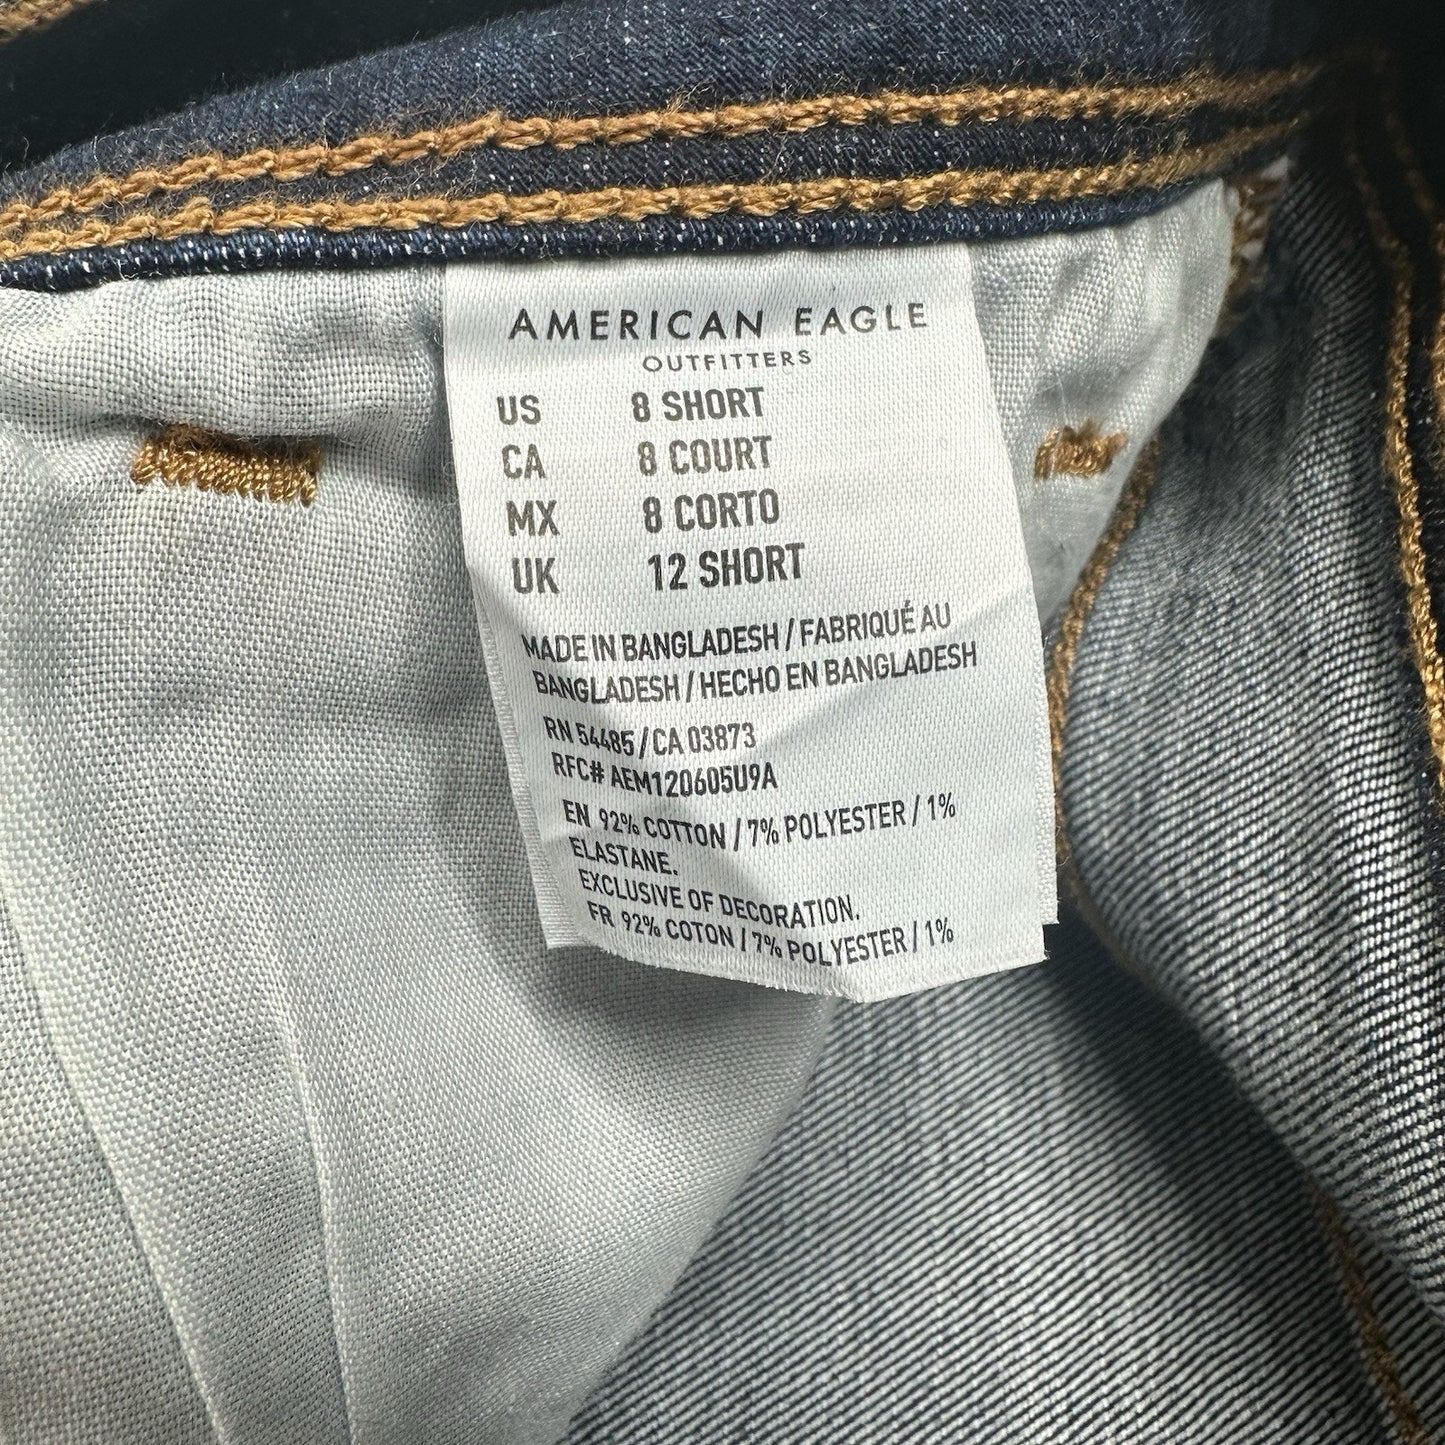 AMERICAN EAGLE
OUTFITTERS
US 8 SHORT
CA 8 COURT
MX 8 CORTO
UK 12 SHORT
MADE IN BANGLADESH / FABRIQUÉ AU
BANGLADESH / HECHO EN BANGLADESH
RN 54485 / CA 03873
RFC# AEM120605U9A
EN 92% COTTON / 7% POLYESTER / 1%
ELASTANE.
EXCLUSIVE OF DECORATION.
FR 92% COTON / 7% POLYESTER / 1%